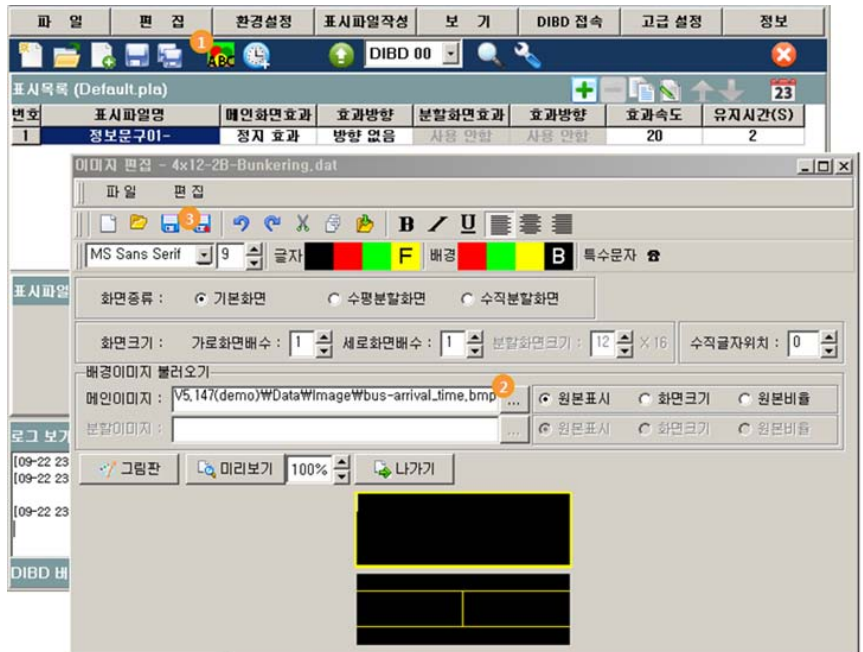 파 일 편 집 환경설정 표시파일작성 보 기 DIBD 접속 고급 설정 정보
1 ABC DIBD 00 23
표시목록 (Default.pla)
번호 표시파일명 메인화면효과 효과방향 분할화면효과 효과방향 효과속도 유지시간(S)
1 정보문구01- 정지 효과 방향 없음 사용 안함 사용 안함 20 2
이미지 편집 - 4x12-2B-Bunkering.dat
파 일 편 집
3 B I U
MS Sans Serif 9 글자 F 배경 B 특수문자 ☎
표시파일
화면종류 : 기본화면 수평분할화면 수직분할화면
화면크기 : 가로화면배수 : 1 세로화면배수 : 1 분할화면크기 : 12 X 16 수직글자위치 : 0
배경이미지 불러오기
메인이미지 : V5.147(demo)₩Data₩Image₩bus-arrival_time.bmp 2 ... 원본표시 화면크기 원본비율
분할이미지 : ... 원본표시 화면크기 원본비율
로그 보기
그림판 미리보기 100% 나가기
[09-22 23
[09-22 23
[09-22 23
DIBD 버